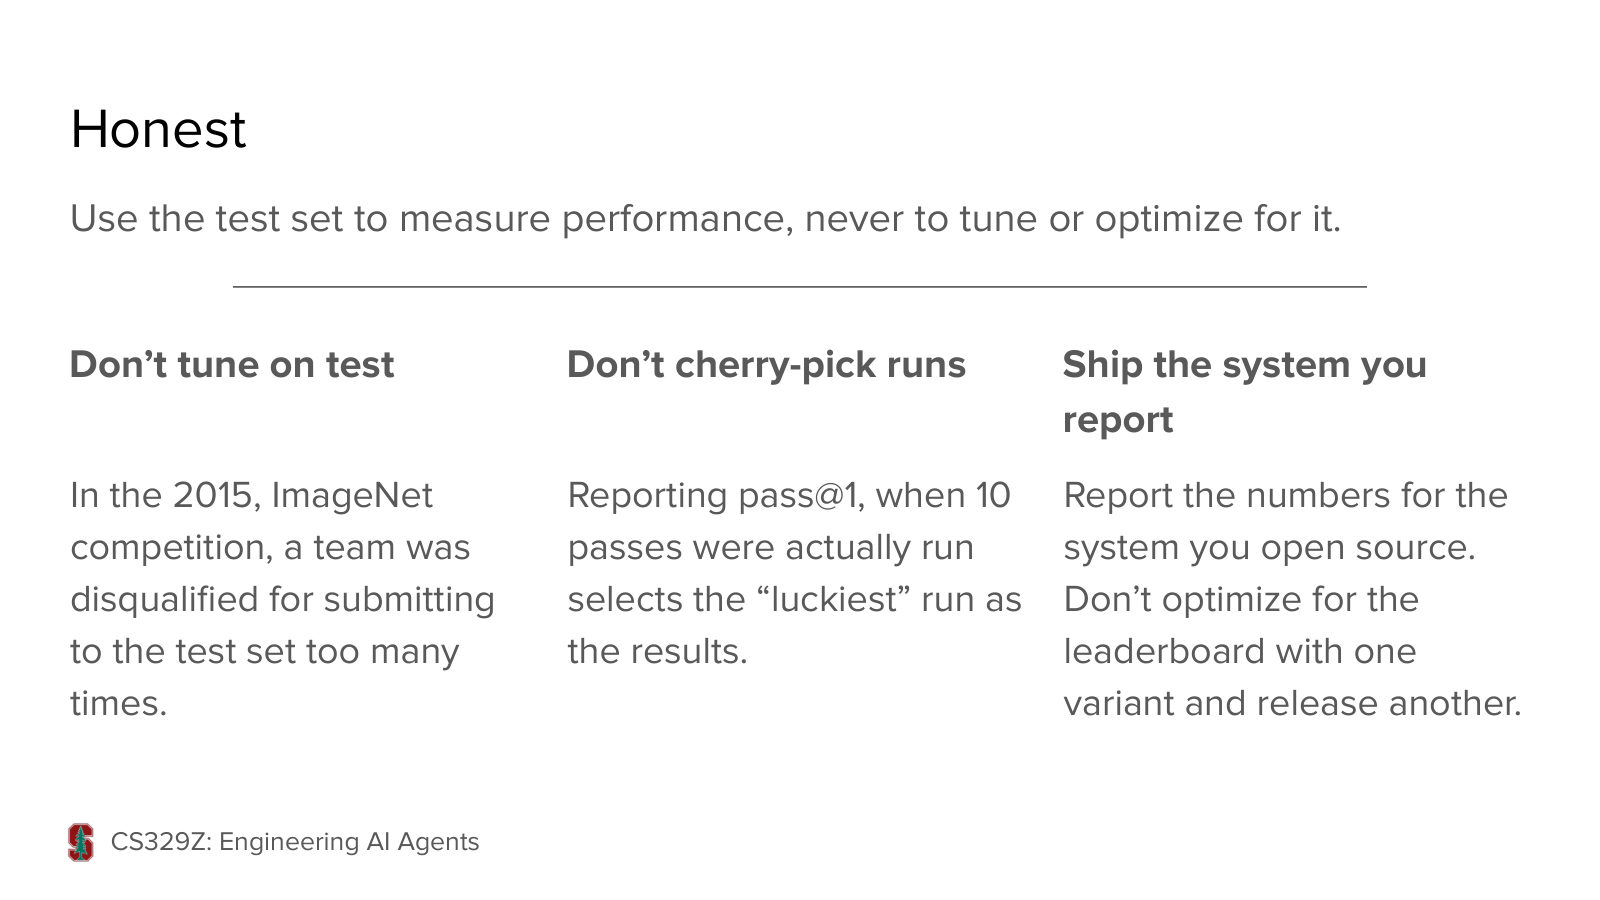 Honest
Use the test set to measure performance, never to tune or optimize for it.
Don’t tune on test
In the 2015, ImageNet
competition, a team was
disqualified for submitting
to the test set too many
times.
Don’t cherry-pick runs
Reporting pass@1, when 10
passes were actually run
selects the “luckiest” run as
the results.
Ship the system you
report
Report the numbers for the
system you open source.
Don’t optimize for the
leaderboard with one
variant and release another.
CS329Z: Engineering AI Agents